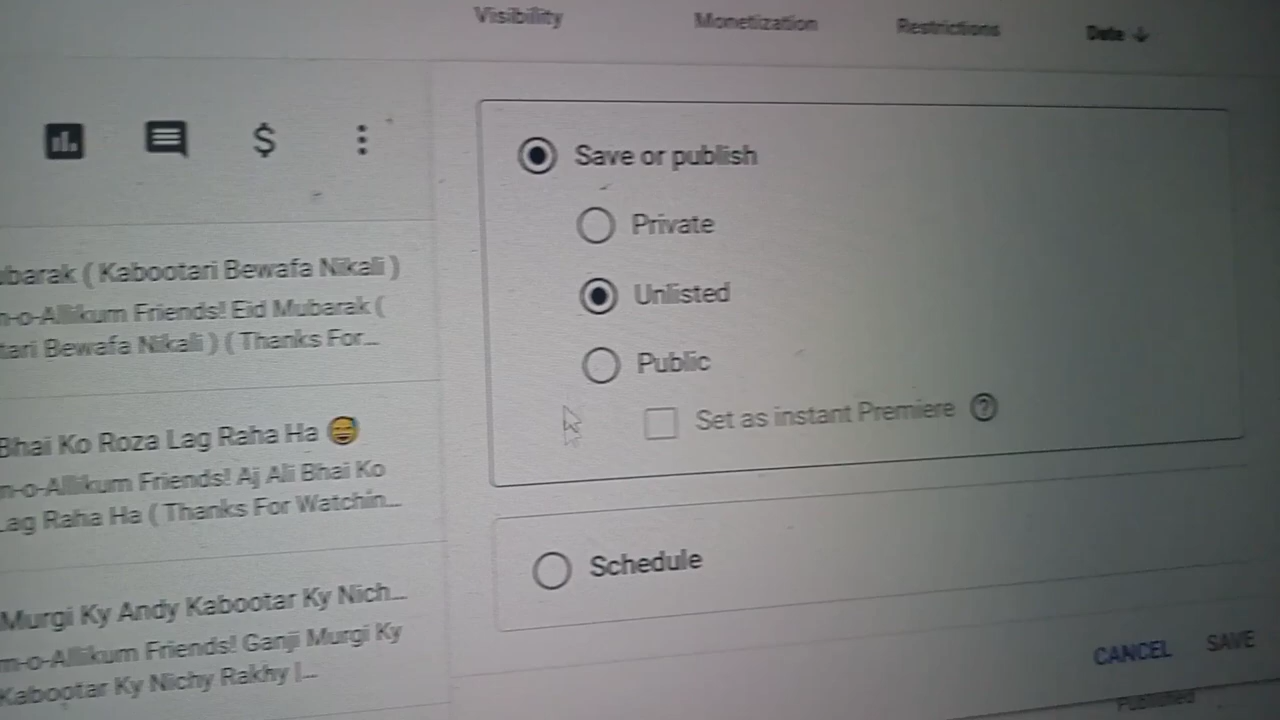 Visibility
Monetization
Restrictions
Date
$
Save or publish
Private
Unlisted
Public
Set as instant Premiere ?
Schedule
CANCEL
SAVE
Published
ubarak ( Kabootari Bewafa Nikali )
m-o-Allikum Friends! Eid Mubarak (
tari Bewafa Nikali ) ( Thanks For...
Bhai Ko Roza Lag Raha Ha 😅
m-o-Allikum Friends! Aj Ali Bhai Ko
Lag Raha Ha ( Thanks For Watchin...
Murgi Ky Andy Kabootar Ky Nich...
m-o-Allikum Friends! Ganji Murgi Ky
Kabootar Ky Nichy Rakhy |...